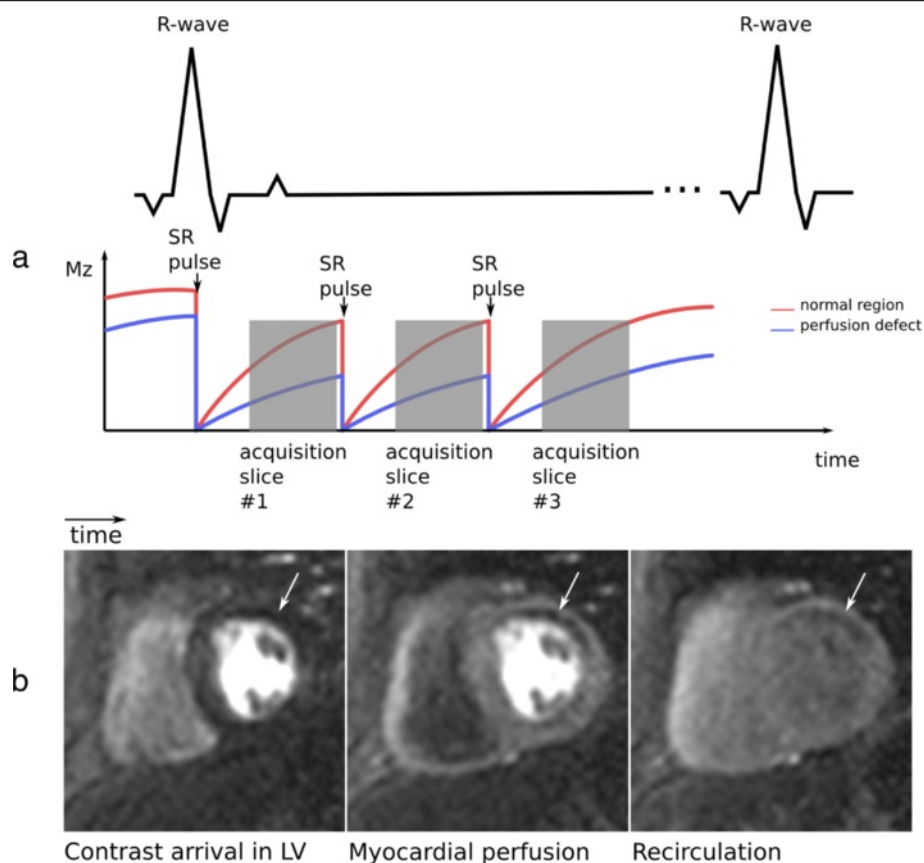 R-wave
R-wave
a
Mz
SR
pulse
SR
pulse
SR
pulse
normal region
perfusion defect
acquisition
slice
#1
acquisition
slice
#2
acquisition
slice
#3
time
time
b
Contrast arrival in LV
Myocardial perfusion
Recirculation